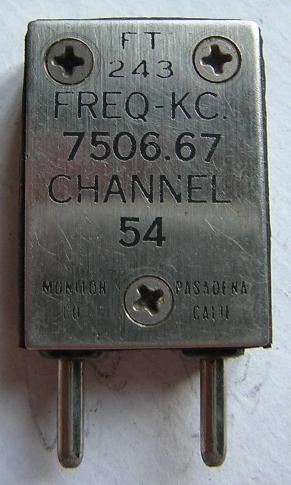 FT
243
FREQ-KC.
7506.67
CHANNEL
54
MONITOR PASADENA
CO CALIF